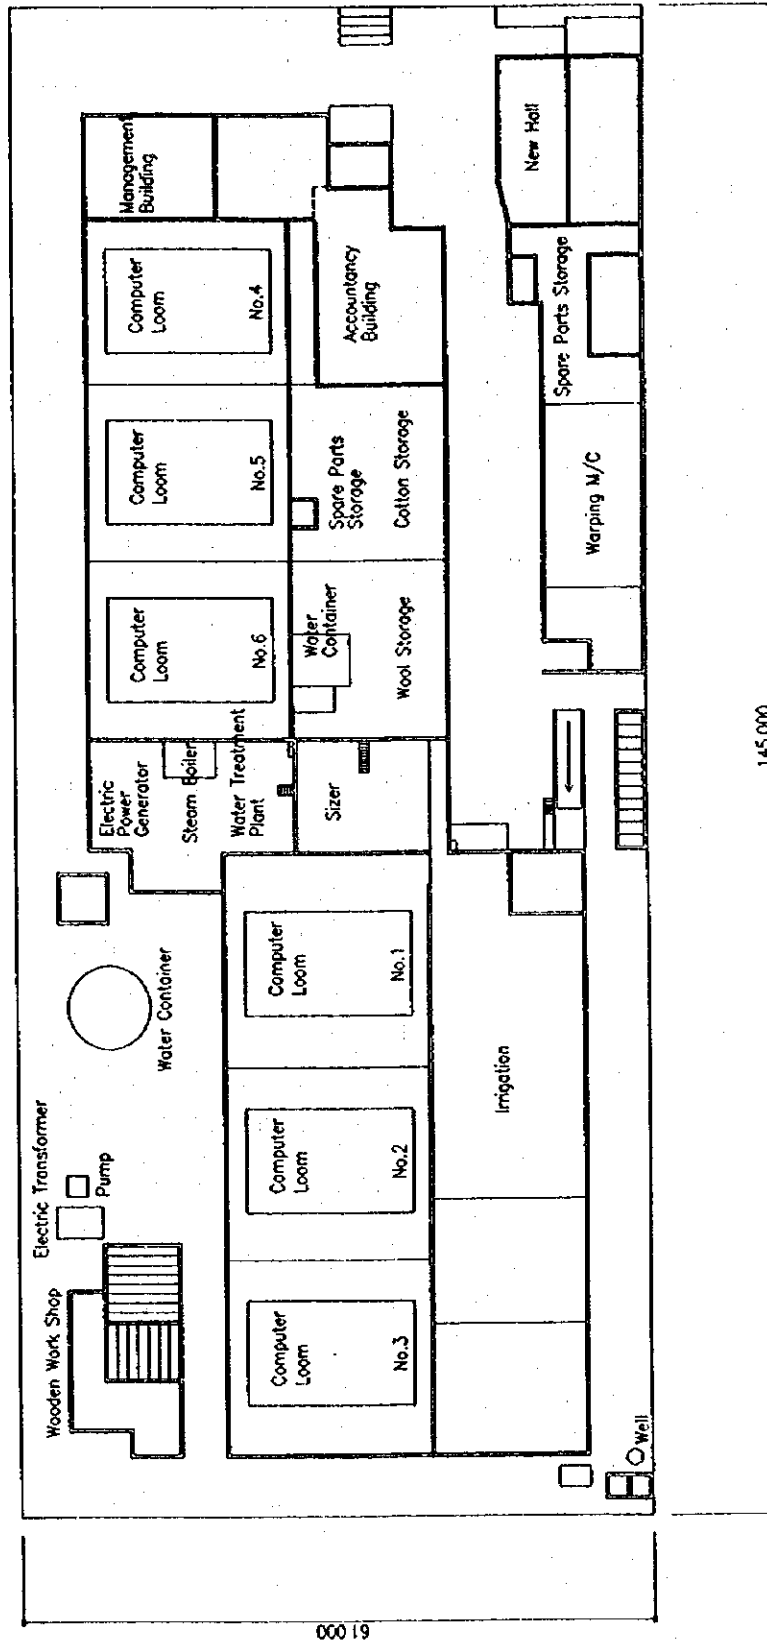 Wooden Work Shop
Electric Transformer
Pump
Water Container
Electric
Power
Generator
Steam Boiler
Water Treatment
Plant
Sizer
Computer
Loom
No.3
Computer
Loom
No.2
Computer
Loom
No.1
Computer
Loom
No.6
Computer
Loom
No.5
Computer
Loom
No.4
Management
Building
Accountancy
Building
Spare Parts
Storage
Cotton Storage
Water
Container
Wool Storage
Irrigation
Well
Warping M/C
Spare Parts Storage
New Hall
61 000
145,000